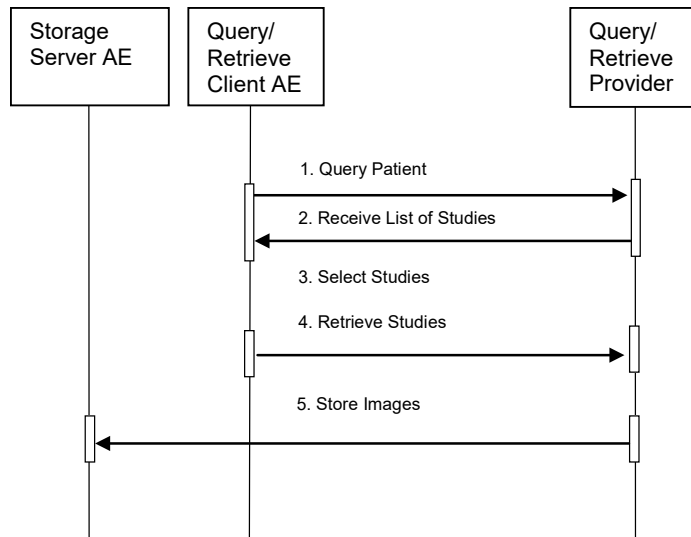 Storage
Server AE
Query/
Retrieve
Client AE
Query/
Retrieve
Provider
1. Query Patient
2. Receive List of Studies
3. Select Studies
4. Retrieve Studies
5. Store Images